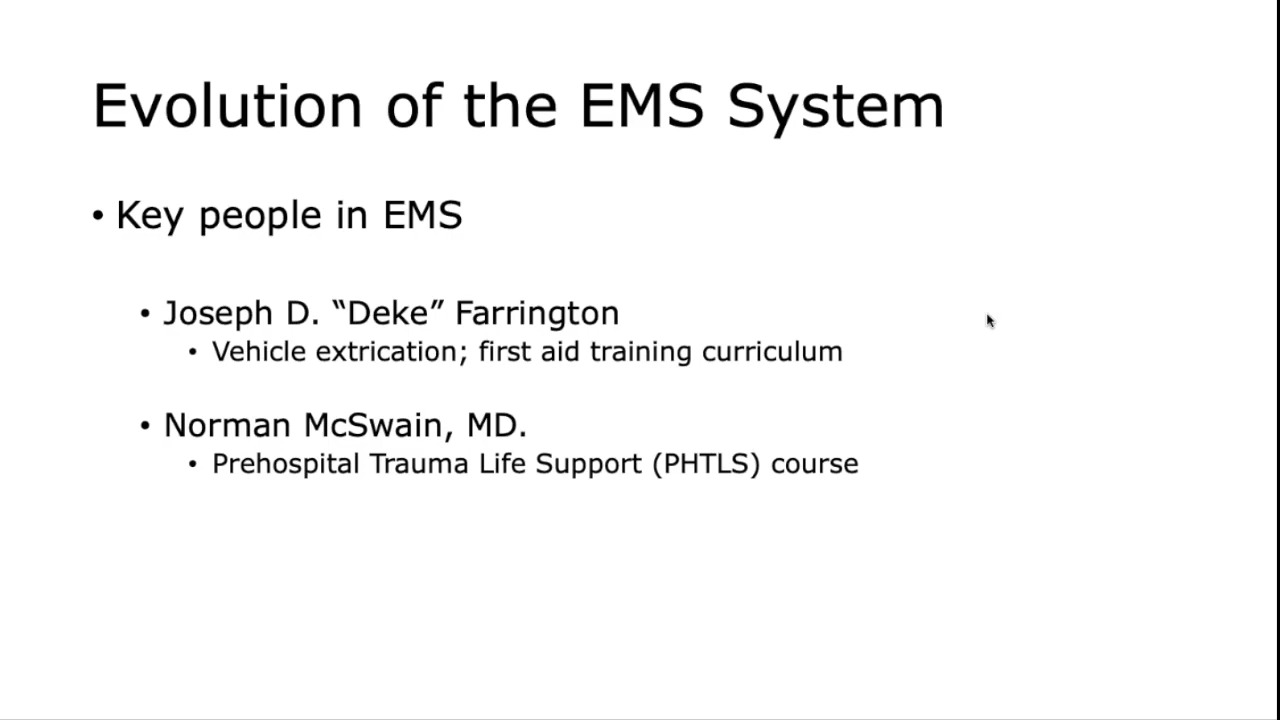 Evolution of the EMS System
• Key people in EMS
• Joseph D. “Deke” Farrington
• Vehicle extrication; first aid training curriculum
• Norman McSwain, MD.
• Prehospital Trauma Life Support (PHTLS) course